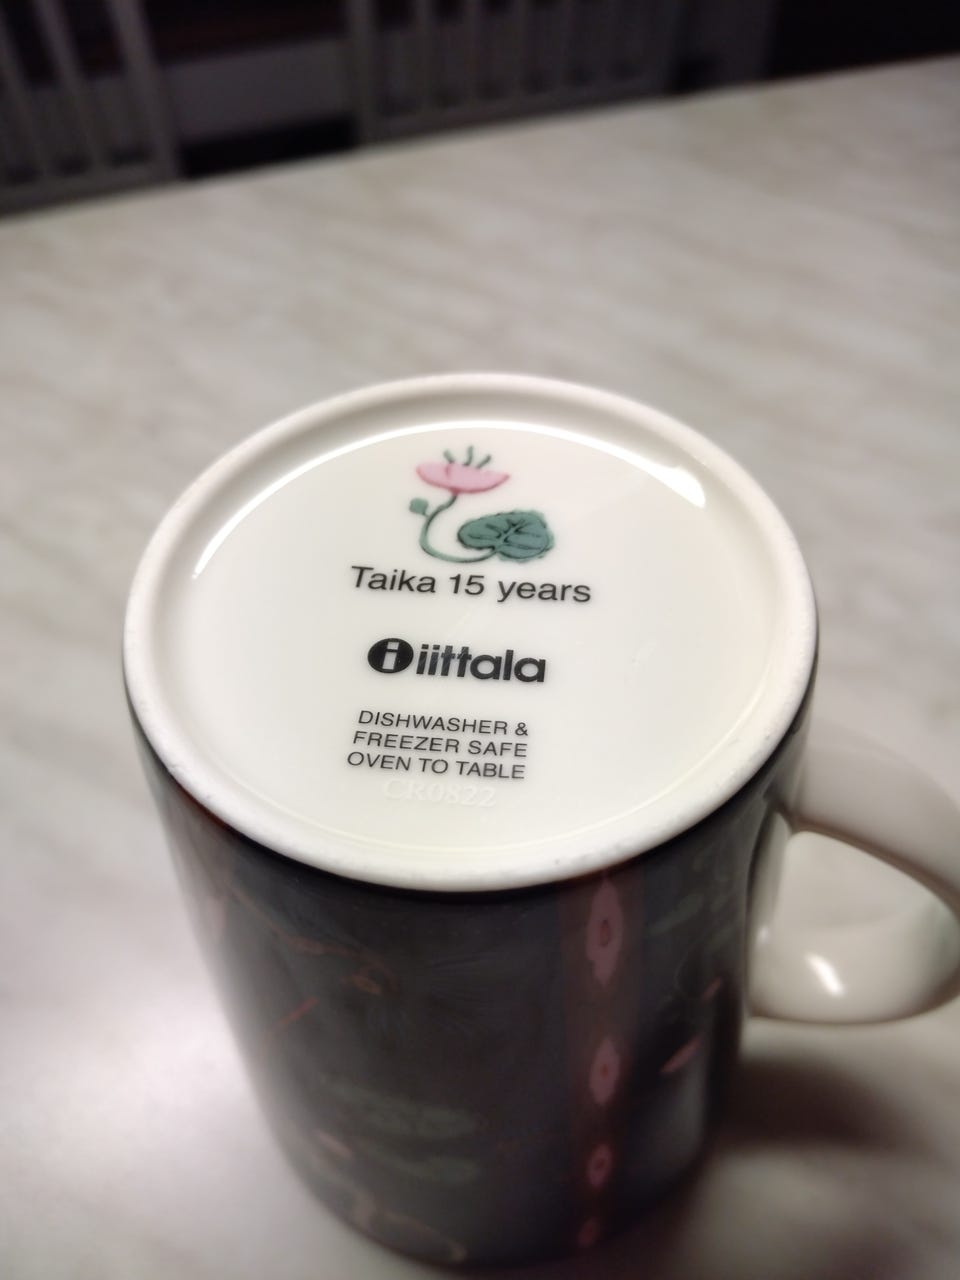 Taika 15 years
iittala
DISHWASHER &
FREEZER SAFE
OVEN TO TABLE
CR0822